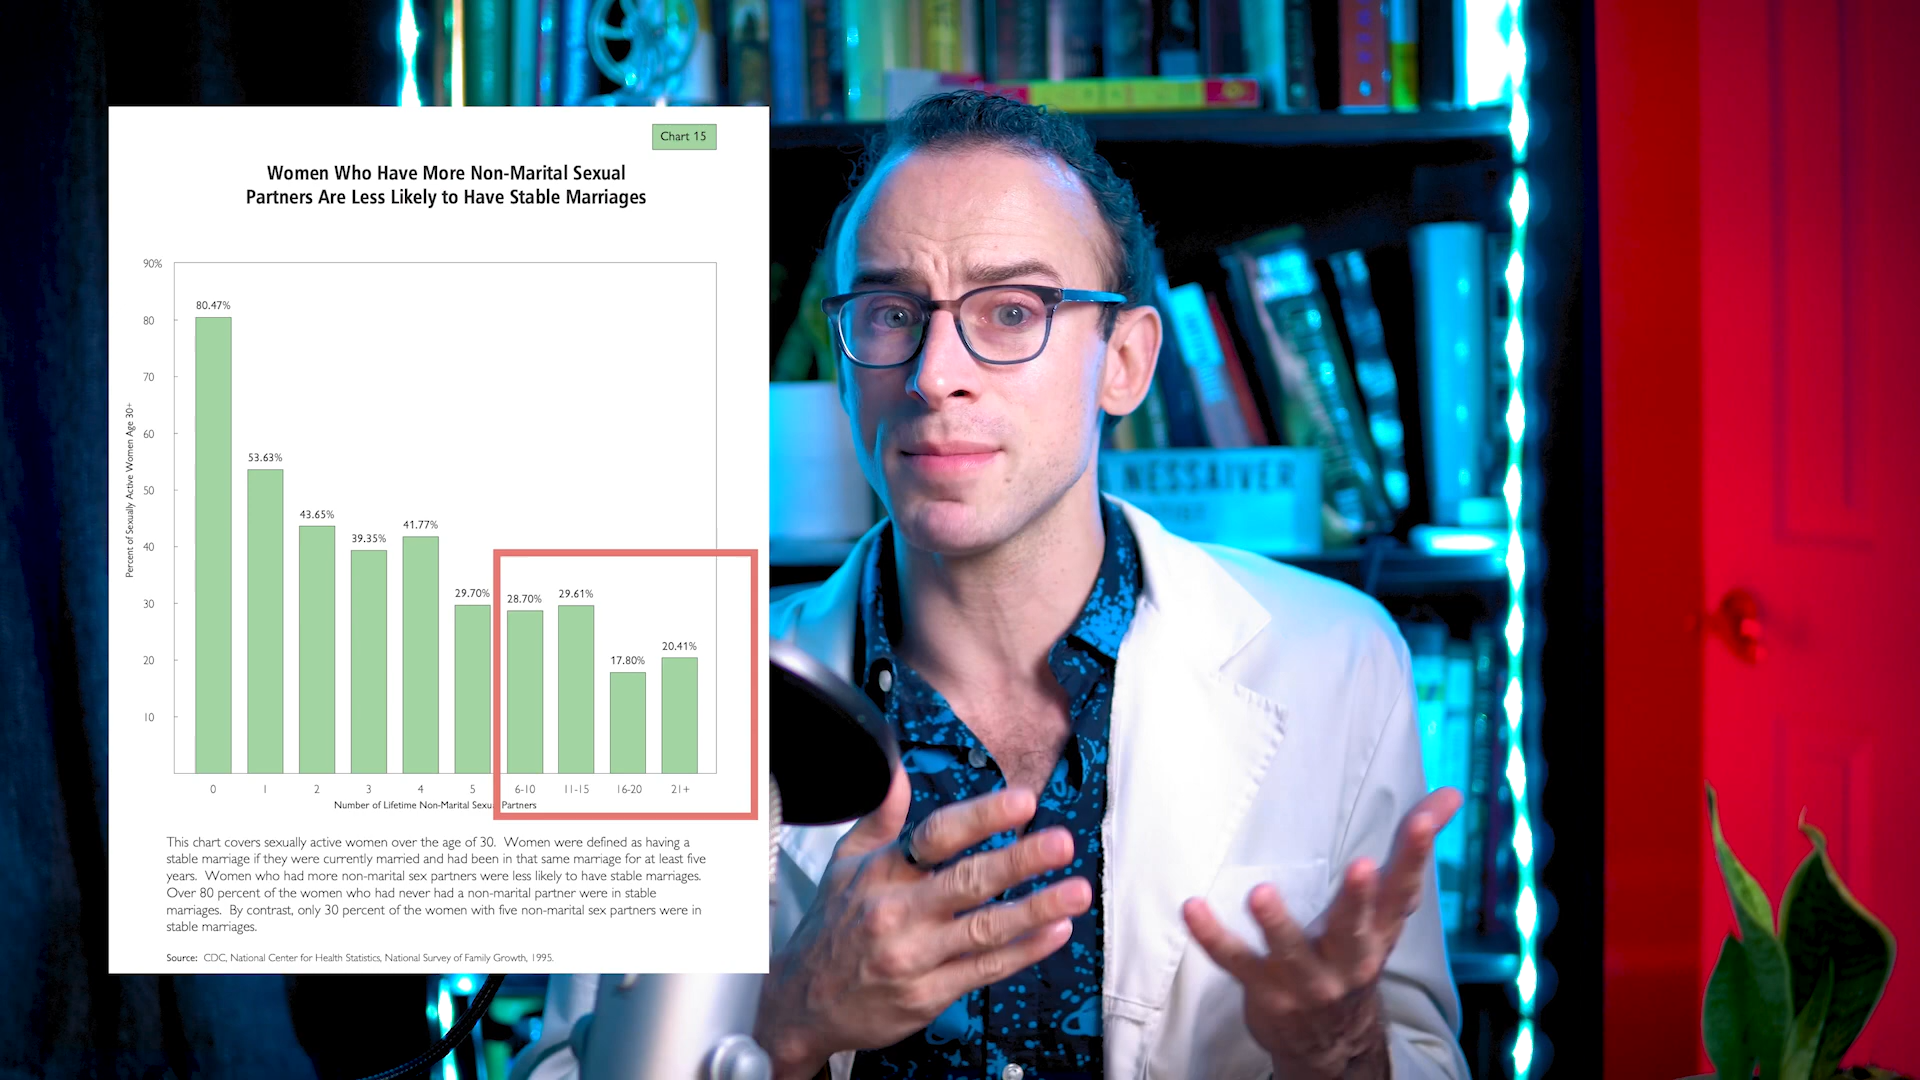 Chart 15
Women Who Have More Non-Marital Sexual
Partners Are Less Likely to Have Stable Marriages
Percent of Sexually Active Women Age 30+
90%
80
70
60
50
40
30
20
10
80.47%
53.63%
43.65%
39.35%
41.77%
29.70%
28.70%
29.61%
17.80%
20.41%
0 1 2 3 4 5 6-10 11-15 16-20 21+
Number of Lifetime Non-Marital Sexual Partners
This chart covers sexually active women over the age of 30. Women were defined as having a
stable marriage if they were currently married and had been in that same marriage for at least five
years. Women who had more non-marital sex partners were less likely to have stable marriages.
Over 80 percent of the women who had never had a non-marital partner were in stable
marriages. By contrast, only 30 percent of the women with five non-marital sex partners were in
stable marriages.
Source: CDC, National Center for Health Statistics, National Survey of Family Growth, 1995.
NESSAIVER